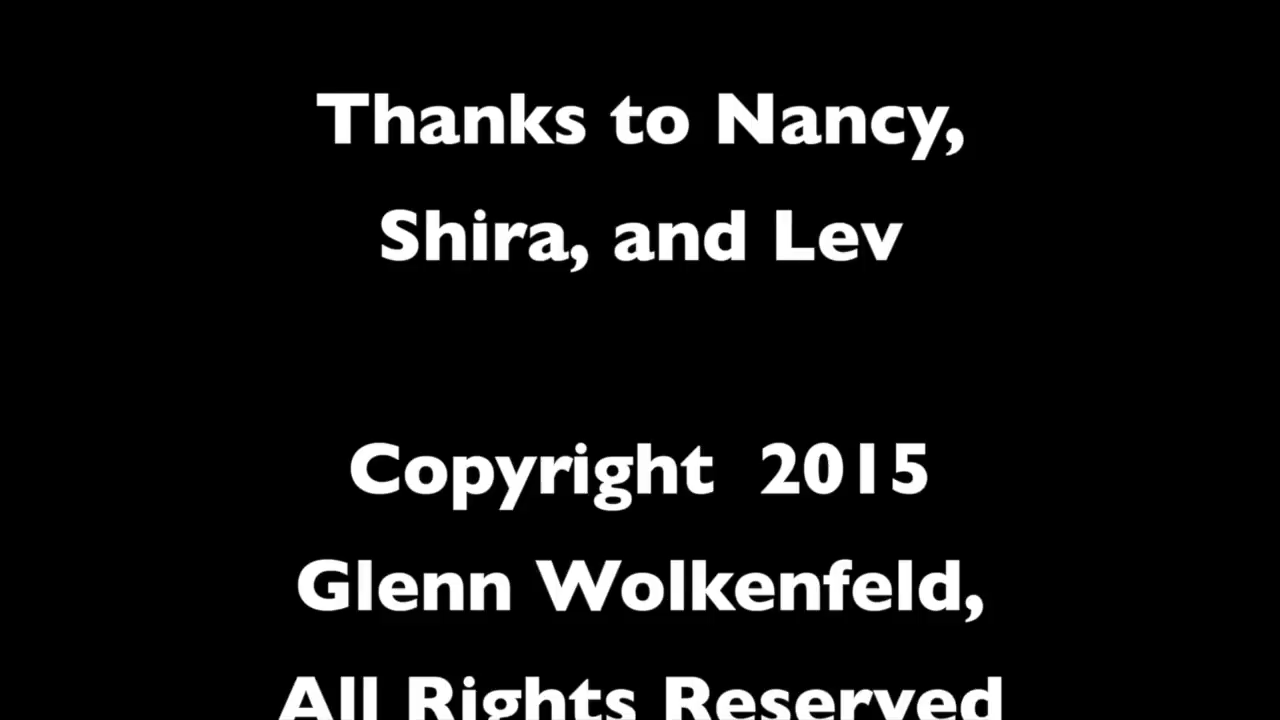 Thanks to Nancy,
Shira, and Lev
Copyright  2015
Glenn Wolkenfeld,
All Rights Reserved